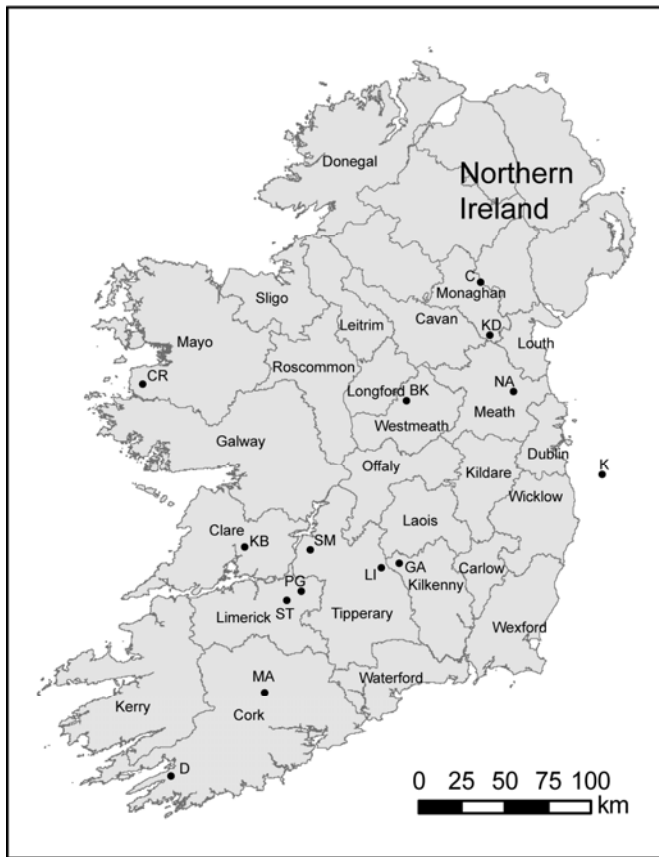 Donegal
Northern
Ireland
C
Monaghan
Sligo
Cavan
Leitrim
KD
Louth
Mayo
Roscommon
CR
Longford
BK
NA
Meath
Westmeath
Galway
Dublin
Offaly
Kildare
K
Wicklow
Laois
Clare
KB
SM
GA
LI
Carlow
Kilkenny
PG
ST
Limerick
Tipperary
Wexford
MA
Waterford
Kerry
Cork
D
0 25 50 75 100
km